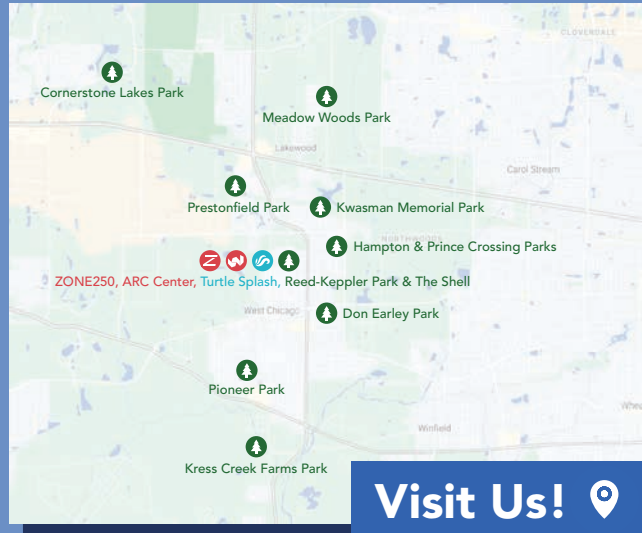 CLOVERDALE
Cornerstone Lakes Park
Meadow Woods Park
Lakewood
Carol Stream
Prestonfield Park
Kwasman Memorial Park
NORTHWOODS
Hampton & Prince Crossing Parks
ZONE250, ARC Center, Turtle Splash, Reed-Keppler Park & The Shell
West Chicago
Don Earley Park
Pioneer Park
Winfield
Kress Creek Farms Park
Visit Us!